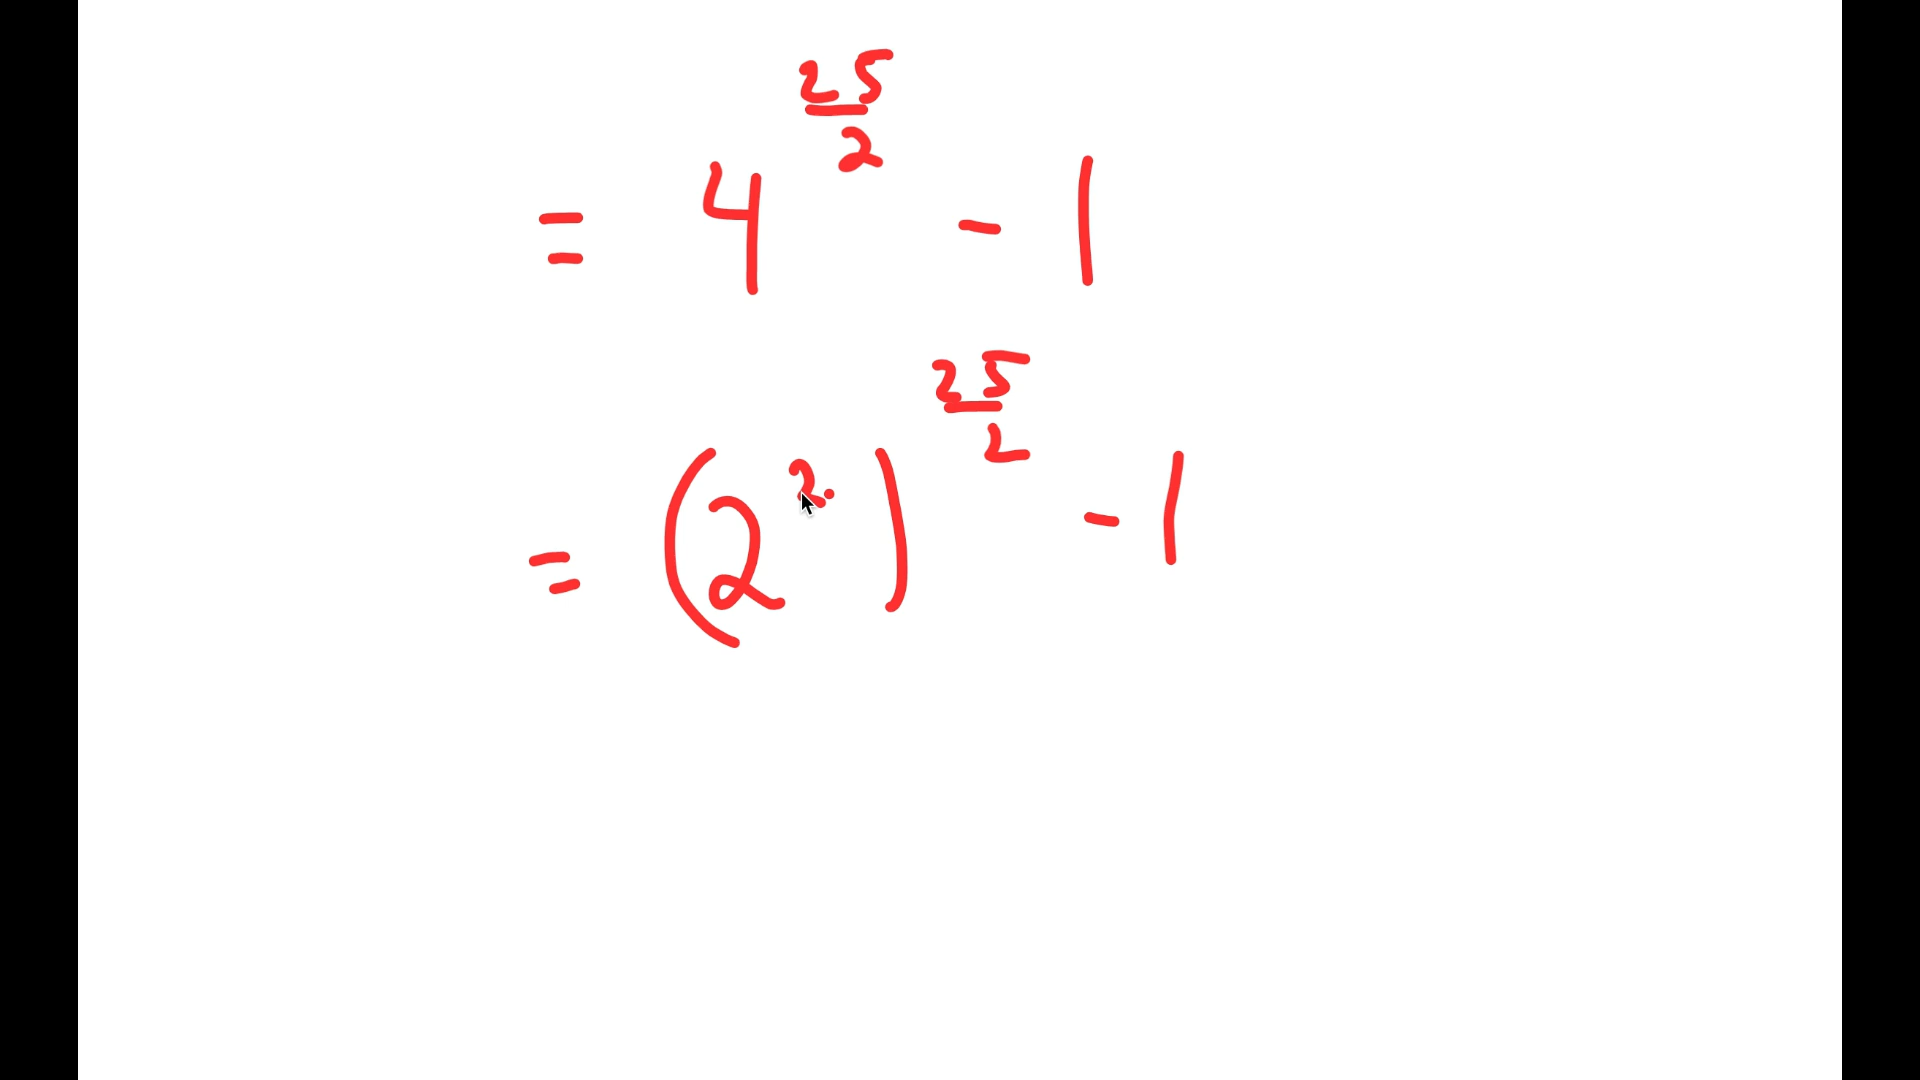 = 4^(25/2) - 1
= (2^2)^(25/2) - 1